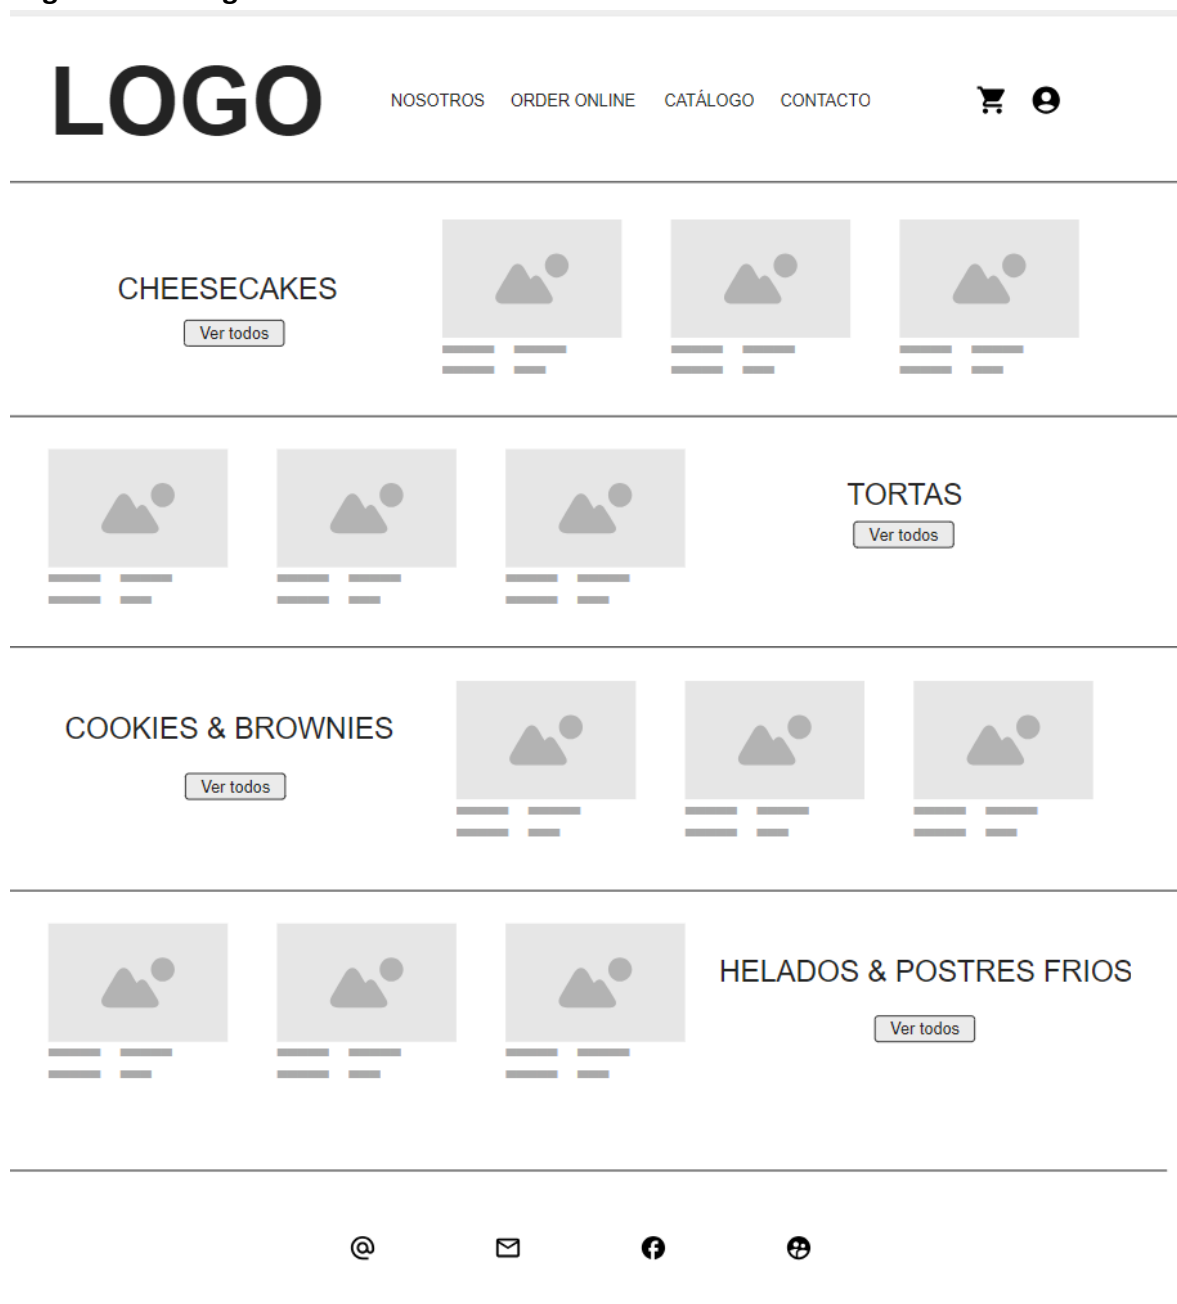 LOGO
NOSOTROS ORDER ONLINE CATÁLOGO CONTACTO
CHEESECAKES
Ver todos
TORTAS
Ver todos
COOKIES & BROWNIES
Ver todos
HELADOS & POSTRES FRIOS
Ver todos